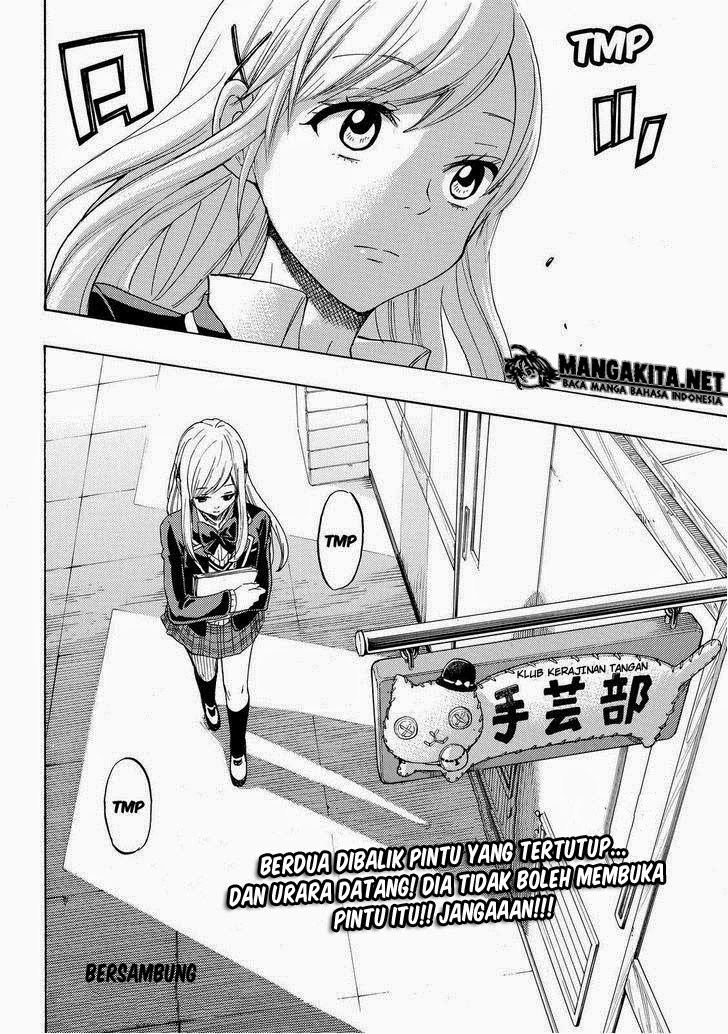 TMP
MANGAKITA.NET
BACA MANGA BAHASA INDONESIA
TMP
KLUB KERAJINAN TANGAN
手芸部
TMP
BERDUA DIBALIK PINTU YANG TERTUTUP...
DAN URARA DATANG! DIA TIDAK BOLEH MEMBUKA
PINTU ITU!! JANGAAAN!!!
BERSAMBUNG